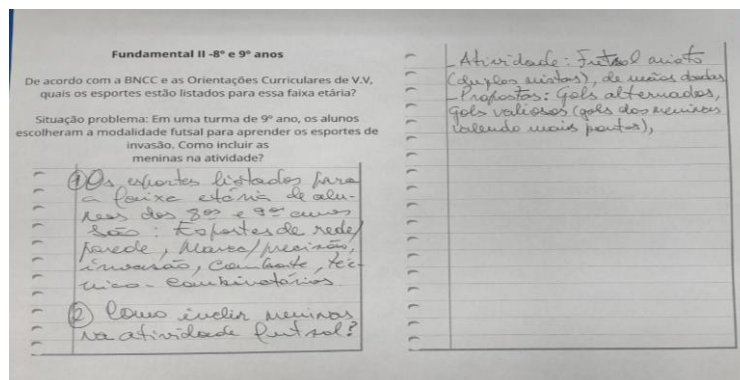 Fundamental II -8º e 9º anos
De acordo com a BNCC e as Orientações Curriculares de V.V,
quais os esportes estão listados para essa faixa etária?
Situação problema: Em uma turma de 9º ano, os alunos
escolheram a modalidade futsal para aprender os esportes de
invasão. Como incluir as
meninas na atividade?
① Os esportes listados para
a faixa etária de alu-
nos dos 8ºs e 9ºs anos
são: Esportes de rede/
parede, Marca/precisão,
invasão, Combate, téc-
nico-combinatórios.
② Como incluir meninas
na atividade futsal?
- Atividade: Futsal misto
(duplas mistas), de mãos dadas
- Propostas: Gols alternados,
Gols valiosos (gols das meninas
valendo mais pontos),